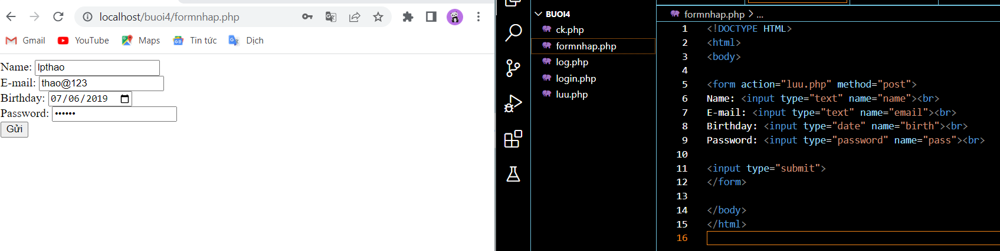 localhost/buoi4/formnhap.php
Gmail YouTube Maps Tin tức Dịch
Name: lpthao
E-mail: thao@123
Birthday: 07/06/2019
Password: ••••••
Gửi
BUOI4
ck.php
formnhap.php
log.php
login.php
luu.php
formnhap.php > ...
1 <!DOCTYPE HTML>
2 <html>
3 <body>
4
5 <form action="luu.php" method="post">
6 Name: <input type="text" name="name"><br>
7 E-mail: <input type="text" name="email"><br>
8 Birthday: <input type="date" name="birth"><br>
9 Password: <input type="password" name="pass"><br>
10
11 <input type="submit">
12 </form>
13
14 </body>
15 </html>
16